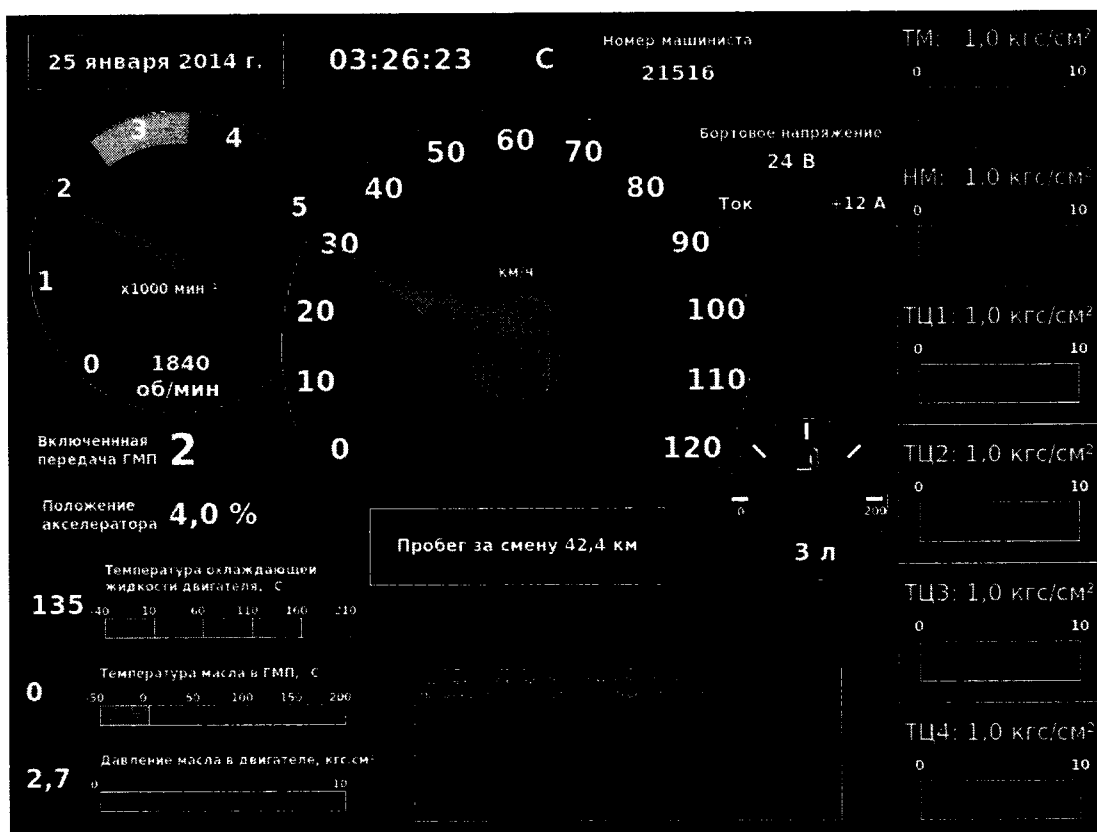 25 января 2014 г.
03:26:23
С
Номер машиниста
21516
ТМ: 1,0 кгс/см²
0 10
0 1 2 3 4 5
х1000 мин⁻¹
1840
об/мин
0 10 20 30 40 50 60 70 80 90 100 110 120
км/ч
Бортовое напряжение
24 В
Ток +12 А
НМ: 1,0 кгс/см²
0 10
ТЦ1: 1,0 кгс/см²
0 10
Включеннная
передача ГМП 2
ТЦ2: 1,0 кгс/см²
0 10
Положение
акселератора 4,0 %
0 200
3 л
Пробег за смену 42,4 км
Температура охлаждающей
жидкости двигателя, С
135
-40 10 60 110 160 210
ТЦ3: 1,0 кгс/см²
0 10
Температура масла в ГМП, С
0
-50 0 50 100 150 200
ТЦ4: 1,0 кгс/см²
0 10
Давление масла в двигателе, кгс.см²
2,7
0 10